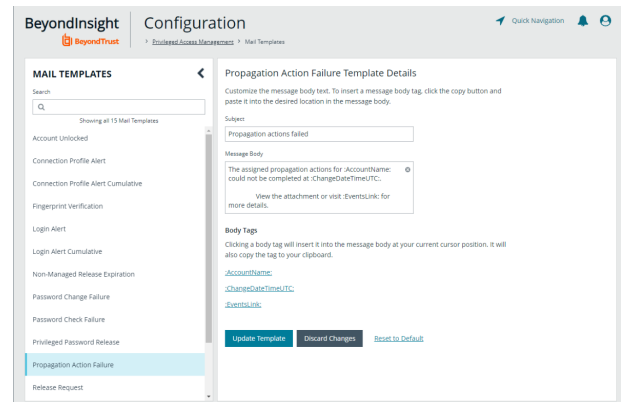 BeyondInsight
BeyondTrust
Configuration
> Privileged Access Management > Mail Templates
Quick Navigation
MAIL TEMPLATES
Search
Showing all 15 Mail Templates
Account Unlocked
Connection Profile Alert
Connection Profile Alert Cumulative
Fingerprint Verification
Login Alert
Login Alert Cumulative
Non-Managed Release Expiration
Password Change Failure
Password Check Failure
Privileged Password Release
Propagation Action Failure
Release Request
Propagation Action Failure Template Details
Customize the message body text. To insert a message body tag, click the copy button and
paste it into the desired location in the message body.
Subject
Propagation actions failed
Message Body
The assigned propagation actions for :AccountName:
could not be completed at :ChangeDateTimeUTC:.
View the attachment or visit :EventsLink: for
more details.
Body Tags
Clicking a body tag will insert it into the message body at your current cursor position. It will
also copy the tag to your clipboard.
:AccountName:
:ChangeDateTimeUTC:
:EventsLink:
Update Template
Discard Changes
Reset to Default